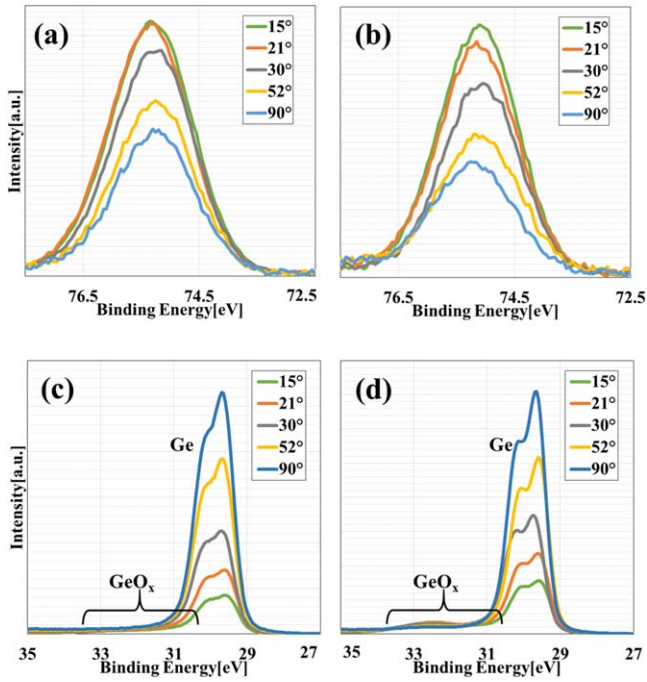 (a)
15°
21°
30°
52°
90°
Intensity[a.u.]
76.5 74.5 72.5
Binding Energy[eV]
(b)
15°
21°
30°
52°
90°
76.5 74.5 72.5
Binding Energy[eV]
(c)
15°
21°
30°
52°
90°
Ge
GeOx
Intensity[a.u.]
35 33 31 29 27
Binding Energy[eV]
(d)
15°
21°
30°
52°
90°
Ge
GeOx
35 33 31 29 27
Binding Energy[eV]